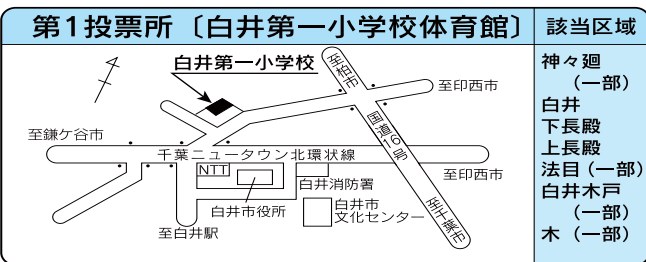 第1投票所〔白井第一小学校体育館〕
該当区域
白井第一小学校
至柏市
至印西市
国道16号
至鎌ケ谷市
千葉ニュータウン北環状線
至印西市
NTT
白井消防署
白井市役所
白井市
文化センター
至白井駅
至千葉市
神々廻
(一部)
白井
下長殿
上長殿
法目(一部)
白井木戸
(一部)
木(一部)